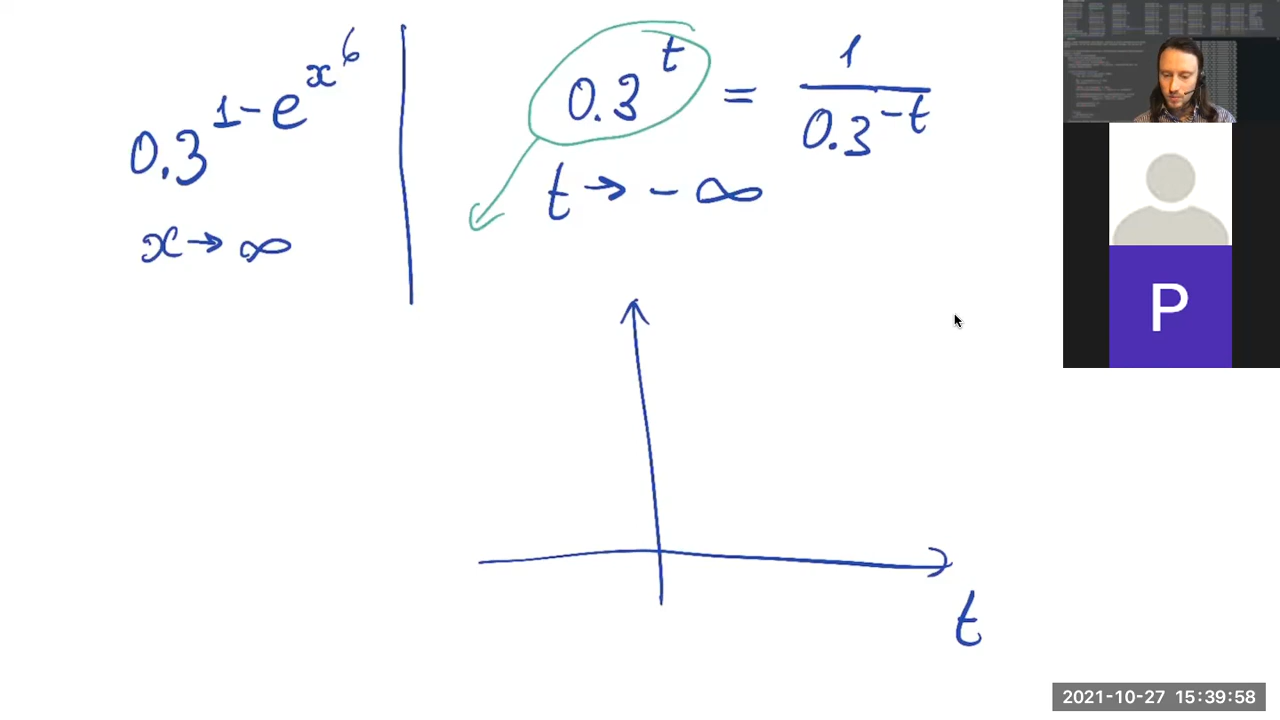 0.3^{1-e^{x^6}}
x → ∞
0.3^t = 1/0.3^{-t}
t → -∞
t
P
2021-10-27 15:39:58